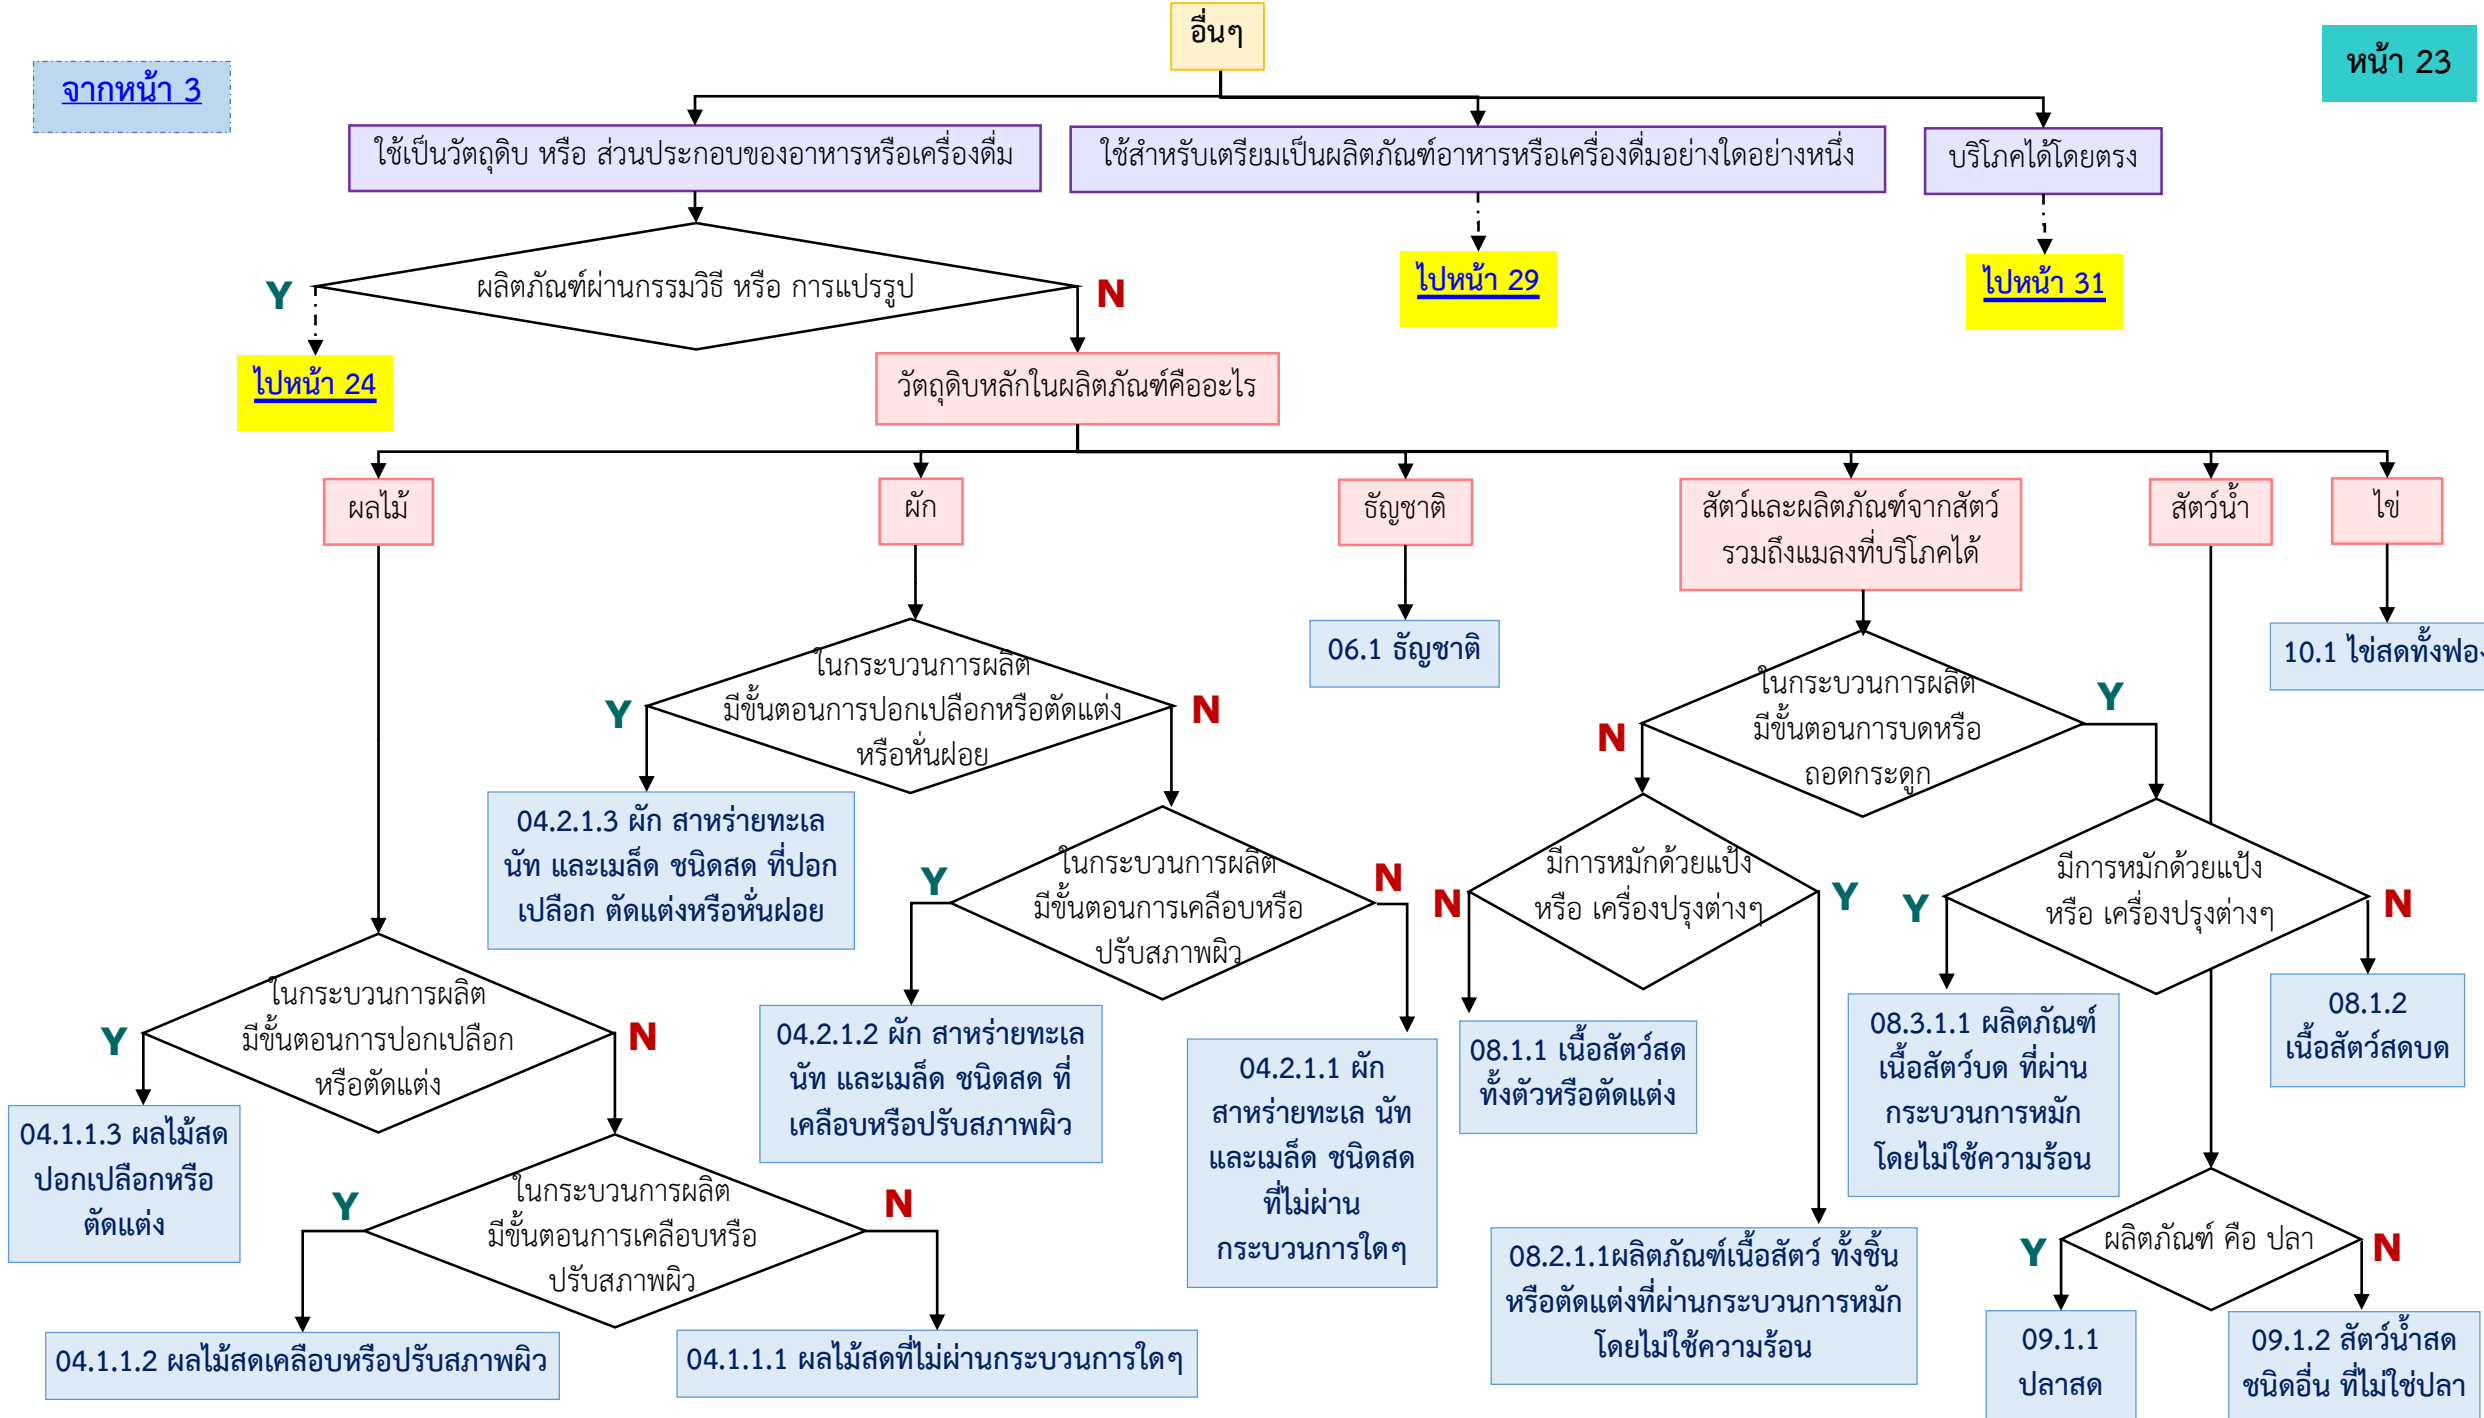 อื่นๆ
จากหน้า 3
หน้า 23
ใช้เป็นวัตถุดิบ หรือ ส่วนประกอบของอาหารหรือเครื่องดื่ม
ใช้สำหรับเตรียมเป็นผลิตภัณฑ์อาหารหรือเครื่องดื่มอย่างใดอย่างหนึ่ง
บริโภคได้โดยตรง
ผลิตภัณฑ์ผ่านกรรมวิธี หรือ การแปรรูป
Y
N
ไปหน้า 29
ไปหน้า 31
ไปหน้า 24
วัตถุดิบหลักในผลิตภัณฑ์คืออะไร
ผลไม้
ผัก
ธัญชาติ
สัตว์และผลิตภัณฑ์จากสัตว์
รวมถึงแมลงที่บริโภคได้
สัตว์น้ำ
ไข่
06.1 ธัญชาติ
10.1 ไข่สดทั้งฟอง
ในกระบวนการผลิต
มีขั้นตอนการปอกเปลือกหรือตัดแต่ง
หรือหั่นฝอย
Y
N
ในกระบวนการผลิต
มีขั้นตอนการบดหรือ
ถอดกระดูก
N
Y
04.2.1.3 ผัก สาหร่ายทะเล
นัท และเมล็ด ชนิดสด ที่ปอก
เปลือก ตัดแต่งหรือหั่นฝอย
ในกระบวนการผลิต
มีขั้นตอนการเคลือบหรือ
ปรับสภาพผิว
Y
N
มีการหมักด้วยแป้ง
หรือ เครื่องปรุงต่างๆ
N
Y
มีการหมักด้วยแป้ง
หรือ เครื่องปรุงต่างๆ
Y
N
ในกระบวนการผลิต
มีขั้นตอนการปอกเปลือก
หรือตัดแต่ง
Y
N
04.2.1.2 ผัก สาหร่ายทะเล
นัท และเมล็ด ชนิดสด ที่
เคลือบหรือปรับสภาพผิว
04.2.1.1 ผัก
สาหร่ายทะเล นัท
และเมล็ด ชนิดสด
ที่ไม่ผ่าน
กระบวนการใดๆ
08.1.1 เนื้อสัตว์สด
ทั้งตัวหรือตัดแต่ง
08.3.1.1 ผลิตภัณฑ์
เนื้อสัตว์บด ที่ผ่าน
กระบวนการหมัก
โดยไม่ใช้ความร้อน
08.1.2
เนื้อสัตว์สดบด
04.1.1.3 ผลไม้สด
ปอกเปลือกหรือ
ตัดแต่ง
ในกระบวนการผลิต
มีขั้นตอนการเคลือบหรือ
ปรับสภาพผิว
Y
N
08.2.1.1ผลิตภัณฑ์เนื้อสัตว์ ทั้งชิ้น
หรือตัดแต่งที่ผ่านกระบวนการหมัก
โดยไม่ใช้ความร้อน
ผลิตภัณฑ์ คือ ปลา
Y
N
04.1.1.2 ผลไม้สดเคลือบหรือปรับสภาพผิว
04.1.1.1 ผลไม้สดที่ไม่ผ่านกระบวนการใดๆ
09.1.1
ปลาสด
09.1.2 สัตว์น้ำสด
ชนิดอื่น ที่ไม่ใช่ปลา